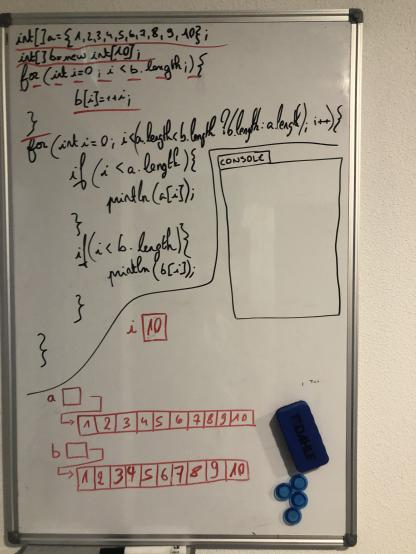 int[] a = {1,2,3,4,5,6,7,8,9,10};
int[] b = new int[10];
for (int i=0; i < b.length;){
b[i]=++i;
}
for (int i=0; i<(a.length<b.length?b.length:a.length); i++){
if (i < a.length){
println(a[i]);
}
if(i < b.length){
println(b[i]);
}
}
CONSOLE
i 10
a
1 2 3 4 5 6 7 8 9 10
b
1 2 3 4 5 6 7 8 9 10
DAHLE